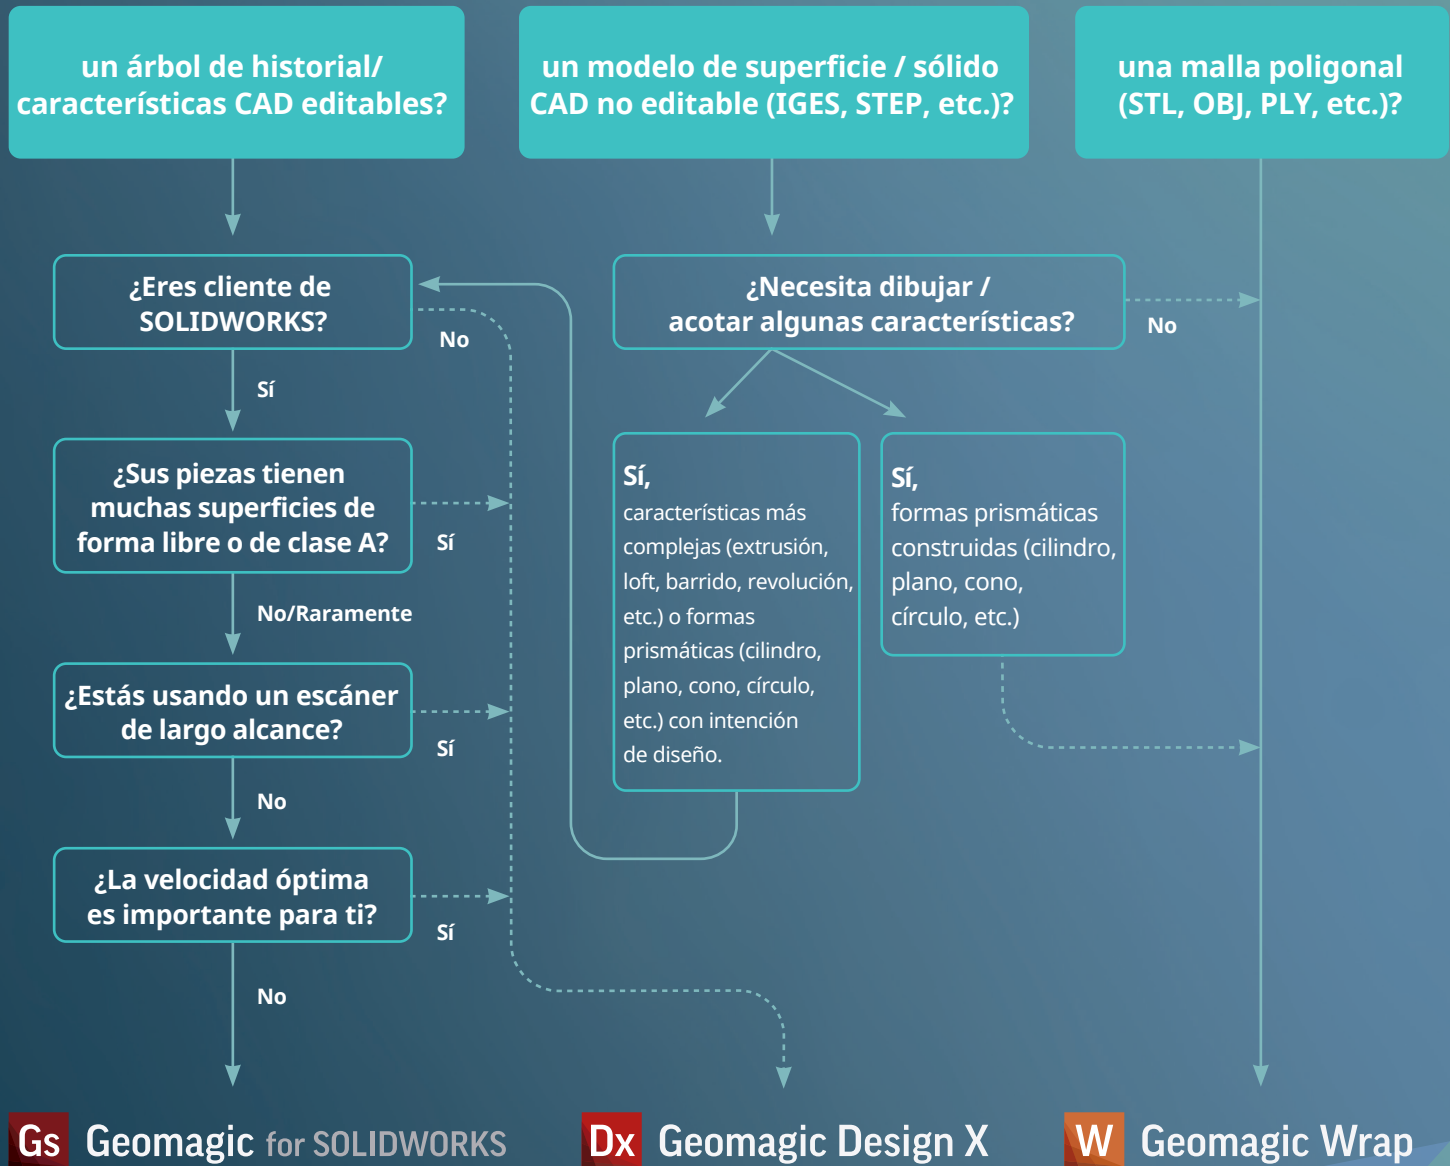 un árbol de historial/
características CAD editables?
un modelo de superficie / sólido
CAD no editable (IGES, STEP, etc.)?
una malla poligonal
(STL, OBJ, PLY, etc.)?
¿Eres cliente de
SOLIDWORKS?
No
Sí
¿Sus piezas tienen
muchas superficies de
forma libre o de clase A?
Sí
No/Raramente
¿Estás usando un escáner
de largo alcance?
Sí
No
¿La velocidad óptima
es importante para ti?
Sí
No
¿Necesita dibujar /
acotar algunas características?
No
Sí,
características más
complejas (extrusión,
loft, barrido, revolución,
etc.) o formas
prismáticas (cilindro,
plano, cono, círculo,
etc.) con intención
de diseño.
Sí,
formas prismáticas
construidas (cilindro,
plano, cono,
círculo, etc.)
Gs Geomagic for SOLIDWORKS
Dx Geomagic Design X
W Geomagic Wrap